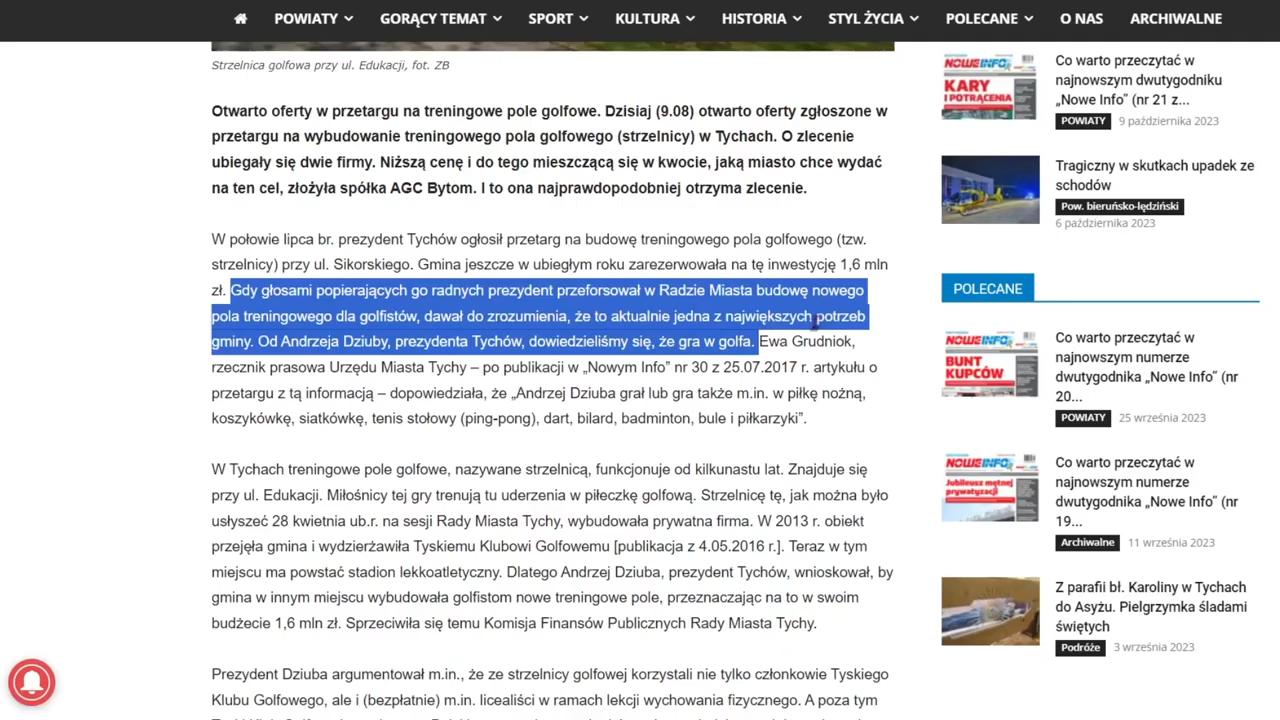 POWIATY
GORĄCY TEMAT
SPORT
KULTURA
HISTORIA
STYL ŻYCIA
POLECANE
O NAS
ARCHIWALNE
Strzelnica golfowa przy ul. Edukacji, fot. ZB
Otwarto oferty w przetargu na treningowe pole golfowe. Dzisiaj (9.08) otwarto oferty zgłoszone w
przetargu na wybudowanie treningowego pola golfowego (strzelnicy) w Tychach. O zlecenie
ubiegały się dwie firmy. Niższą cenę i do tego mieszczącą się w kwocie, jaką miasto chce wydać
na ten cel, złożyła spółka AGC Bytom. I to ona najprawdopodobniej otrzyma zlecenie.
W połowie lipca br. prezydent Tychów ogłosił przetarg na budowę treningowego pola golfowego (tzw.
strzelnicy) przy ul. Sikorskiego. Gmina jeszcze w ubiegłym roku zarezerwowała na tę inwestycję 1,6 mln
zł. Gdy głosami popierających go radnych prezydent przeforsował w Radzie Miasta budowę nowego
pola treningowego dla golfistów, dawał do zrozumienia, że to aktualnie jedna z największych potrzeb
gminy. Od Andrzeja Dziuby, prezydenta Tychów, dowiedzieliśmy się, że gra w golfa. Ewa Grudniok,
rzecznik prasowa Urzędu Miasta Tychy – po publikacji w „Nowym Info” nr 30 z 25.07.2017 r. artykułu o
przetargu z tą informacją – dopowiedziała, że „Andrzej Dziuba grał lub gra także m.in. w piłkę nożną,
koszykówkę, siatkówkę, tenis stołowy (ping-pong), dart, bilard, badminton, bule i piłkarzyki”.
W Tychach treningowe pole golfowe, nazywane strzelnicą, funkcjonuje od kilkunastu lat. Znajduje się
przy ul. Edukacji. Miłośnicy tej gry trenują tu uderzenia w piłeczkę golfową. Strzelnicę tę, jak można było
usłyszeć 28 kwietnia ub.r. na sesji Rady Miasta Tychy, wybudowała prywatna firma. W 2013 r. obiekt
przejęła gmina i wydzierżawiła Tyskiemu Klubowi Golfowemu [publikacja z 4.05.2016 r.]. Teraz w tym
miejscu ma powstać stadion lekkoatletyczny. Dlatego Andrzej Dziuba, prezydent Tychów, wnioskował, by
gmina w innym miejscu wybudowała golfistom nowe treningowe pole, przeznaczając na to w swoim
budżecie 1,6 mln zł. Sprzeciwiła się temu Komisja Finansów Publicznych Rady Miasta Tychy.
Prezydent Dziuba argumentował m.in., że ze strzelnicy golfowej korzystali nie tylko członkowie Tyskiego
Klubu Golfowego, ale i (bezpłatnie) m.in. licealiści w ramach lekcji wychowania fizycznego. A poza tym
NOWE INFO
KARY
I POTRĄCENIA
Co warto przeczytać w
najnowszym dwutygodniku
„Nowe Info” (nr 21 z...
POWIATY
9 października 2023
Tragiczny w skutkach upadek ze
schodów
Pow. bieruńsko-lędziński
6 października 2023
POLECANE
NOWE INFO
BUNT
KUPCÓW
Co warto przeczytać w
najnowszym numerze
dwutygodnika „Nowe Info” (nr
20...
POWIATY
25 września 2023
NOWE INFO
Jubileusz mętnej
prywatyzacji
Co warto przeczytać w
najnowszym numerze
dwutygodnika „Nowe Info” (nr
19...
Archiwalne
11 września 2023
Z parafii bł. Karoliny w Tychach
do Asyżu. Pielgrzymka śladami
świętych
Podróże
3 września 2023